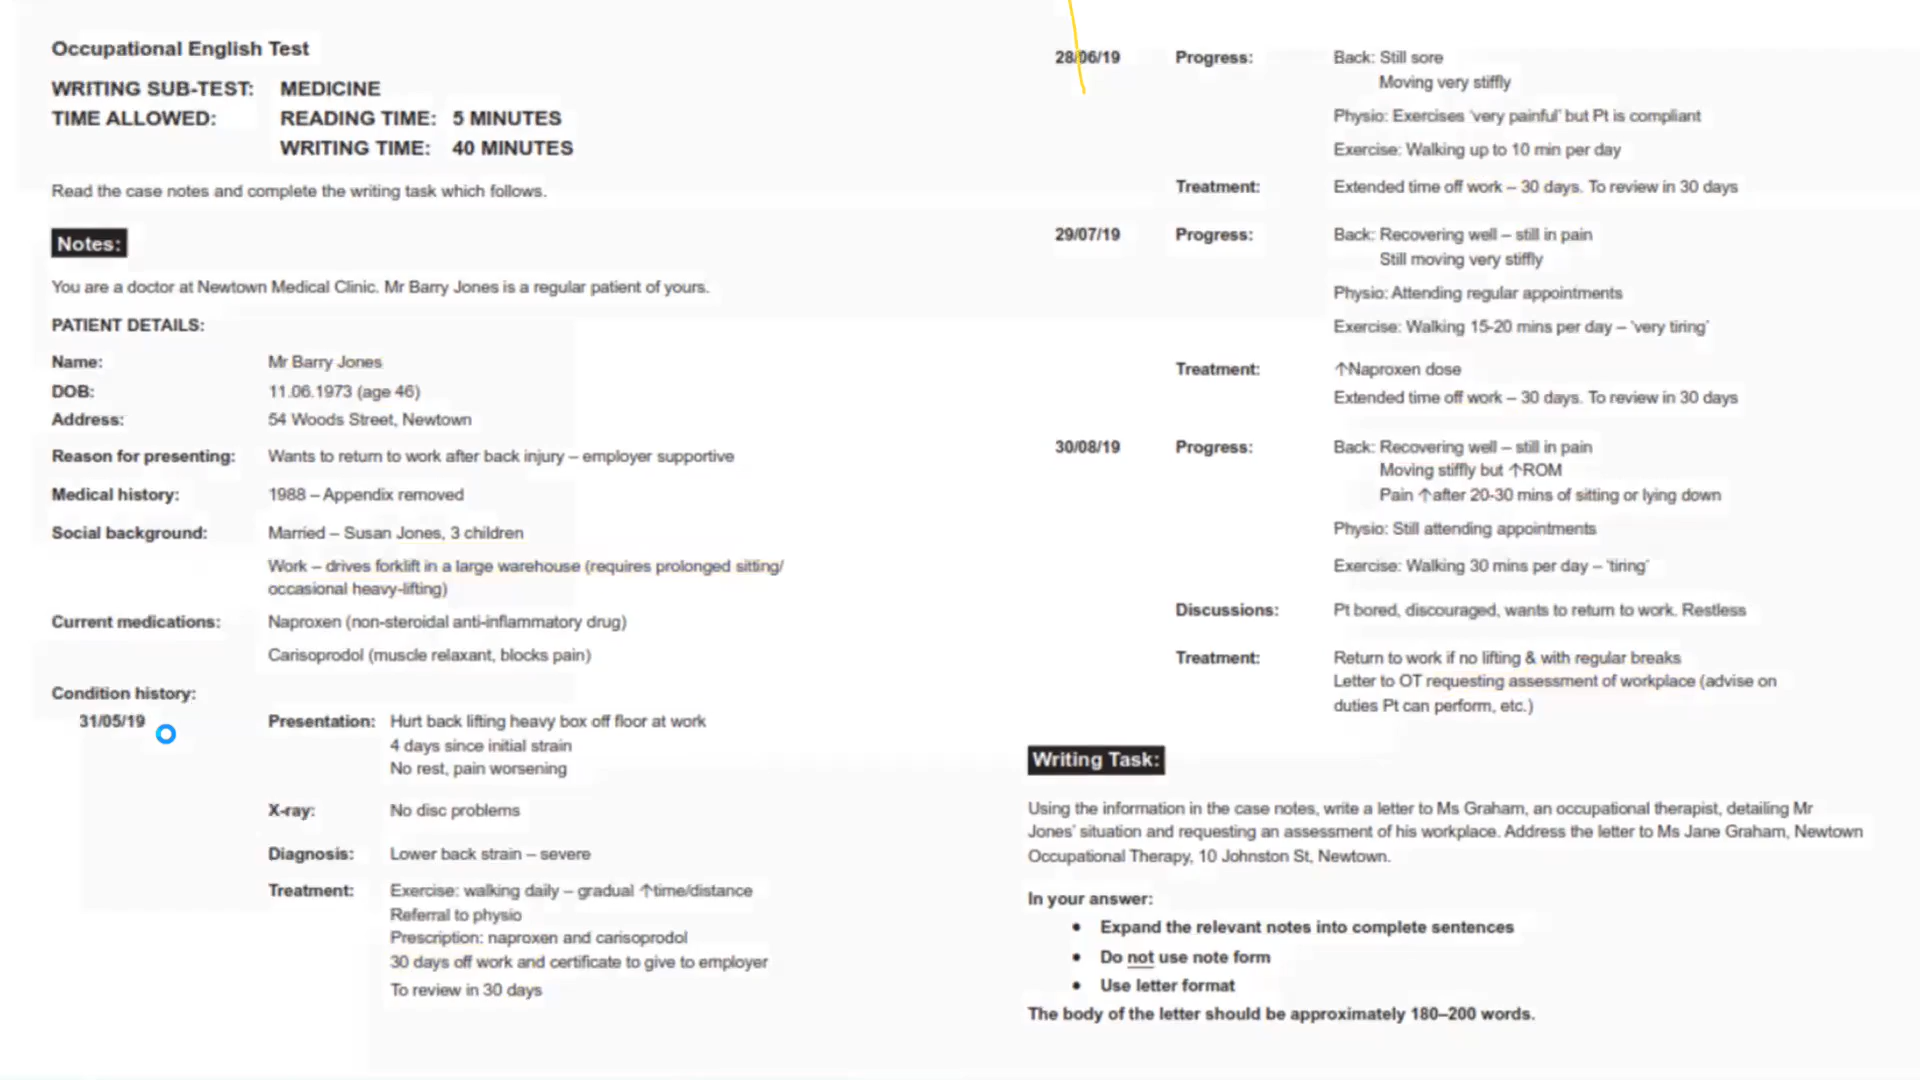 Occupational English Test
WRITING SUB-TEST: MEDICINE
TIME ALLOWED: READING TIME: 5 MINUTES
WRITING TIME: 40 MINUTES
Read the case notes and complete the writing task which follows.
Notes:
You are a doctor at Newtown Medical Clinic. Mr Barry Jones is a regular patient of yours.
PATIENT DETAILS:
Name: Mr Barry Jones
DOB: 11.06.1973 (age 46)
Address: 54 Woods Street, Newtown
Reason for presenting: Wants to return to work after back injury – employer supportive
Medical history: 1988 – Appendix removed
Social background: Married – Susan Jones, 3 children
Work – drives forklift in a large warehouse (requires prolonged sitting/
occasional heavy-lifting)
Current medications: Naproxen (non-steroidal anti-inflammatory drug)
Carisoprodol (muscle relaxant, blocks pain)
Condition history:
31/05/19 Presentation: Hurt back lifting heavy box off floor at work
4 days since initial strain
No rest, pain worsening
X-ray: No disc problems
Diagnosis: Lower back strain – severe
Treatment: Exercise: walking daily – gradual ↑time/distance
Referral to physio
Prescription: naproxen and carisoprodol
30 days off work and certificate to give to employer
To review in 30 days
28/06/19 Progress: Back: Still sore
Moving very stiffly
Physio: Exercises 'very painful' but Pt is compliant
Exercise: Walking up to 10 min per day
Treatment: Extended time off work – 30 days. To review in 30 days
29/07/19 Progress: Back: Recovering well – still in pain
Still moving very stiffly
Physio: Attending regular appointments
Exercise: Walking 15-20 mins per day – 'very tiring'
Treatment: ↑Naproxen dose
Extended time off work – 30 days. To review in 30 days
30/08/19 Progress: Back: Recovering well – still in pain
Moving stiffly but ↑ROM
Pain ↑after 20-30 mins of sitting or lying down
Physio: Still attending appointments
Exercise: Walking 30 mins per day – 'tiring'
Discussions: Pt bored, discouraged, wants to return to work. Restless
Treatment: Return to work if no lifting & with regular breaks
Letter to OT requesting assessment of workplace (advise on
duties Pt can perform, etc.)
Writing Task:
Using the information in the case notes, write a letter to Ms Graham, an occupational therapist, detailing Mr
Jones' situation and requesting an assessment of his workplace. Address the letter to Ms Jane Graham, Newtown
Occupational Therapy, 10 Johnston St, Newtown.
In your answer:
• Expand the relevant notes into complete sentences
• Do not use note form
• Use letter format
The body of the letter should be approximately 180–200 words.